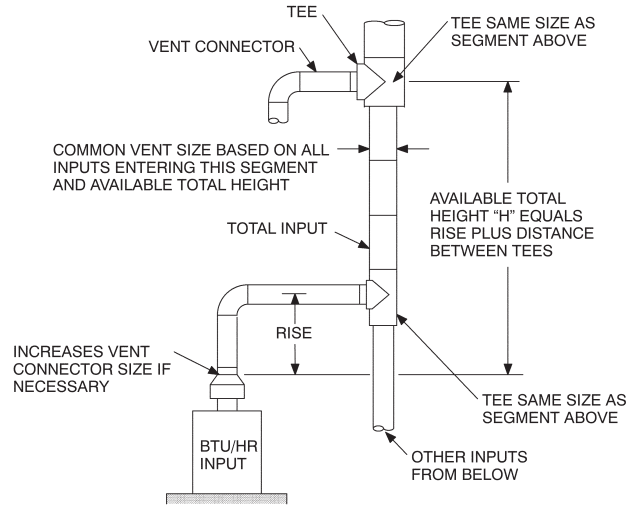 TEE
TEE SAME SIZE AS
SEGMENT ABOVE
VENT CONNECTOR
COMMON VENT SIZE BASED ON ALL
INPUTS ENTERING THIS SEGMENT
AND AVAILABLE TOTAL HEIGHT
AVAILABLE TOTAL
HEIGHT “H” EQUALS
RISE PLUS DISTANCE
BETWEEN TEES
TOTAL INPUT
RISE
INCREASES VENT
CONNECTOR SIZE IF
NECESSARY
TEE SAME SIZE AS
SEGMENT ABOVE
BTU/HR
INPUT
OTHER INPUTS
FROM BELOW